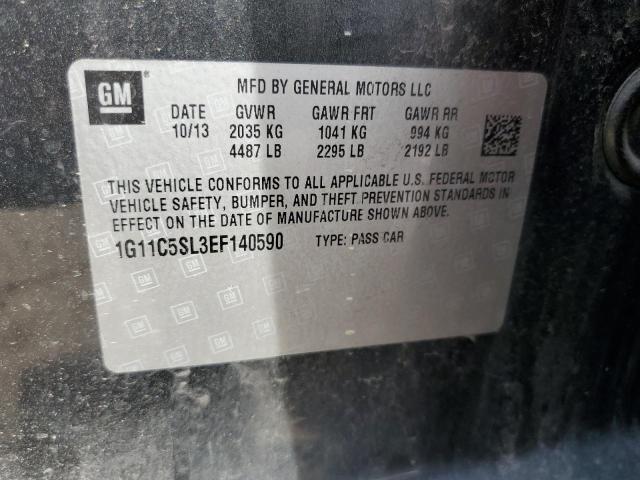 GM
MFD BY GENERAL MOTORS LLC
DATE GVWR GAWR FRT GAWR RR
10/13 2035 KG 1041 KG 994 KG
4487 LB 2295 LB 2192 LB
THIS VEHICLE CONFORMS TO ALL APPLICABLE U.S. FEDERAL MOTOR
VEHICLE SAFETY, BUMPER, AND THEFT PREVENTION STANDARDS IN
EFFECT ON THE DATE OF MANUFACTURE SHOWN ABOVE.
1G11C5SL3EF140590 TYPE: PASS CAR